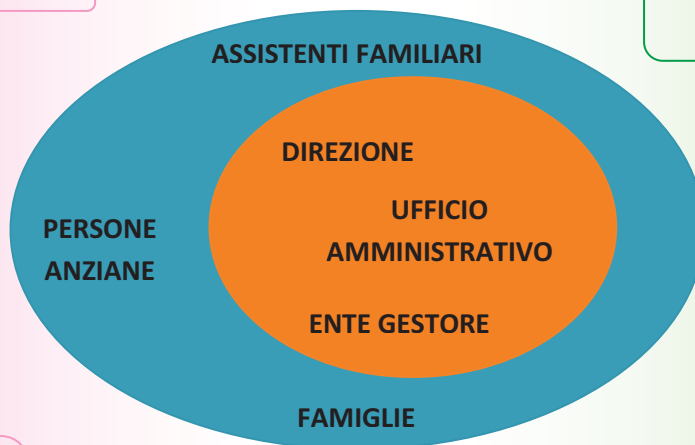 ASSISTENTI FAMILIARI
DIREZIONE
UFFICIO
AMMINISTRATIVO
PERSONE
ANZIANE
ENTE GESTORE
FAMIGLIE